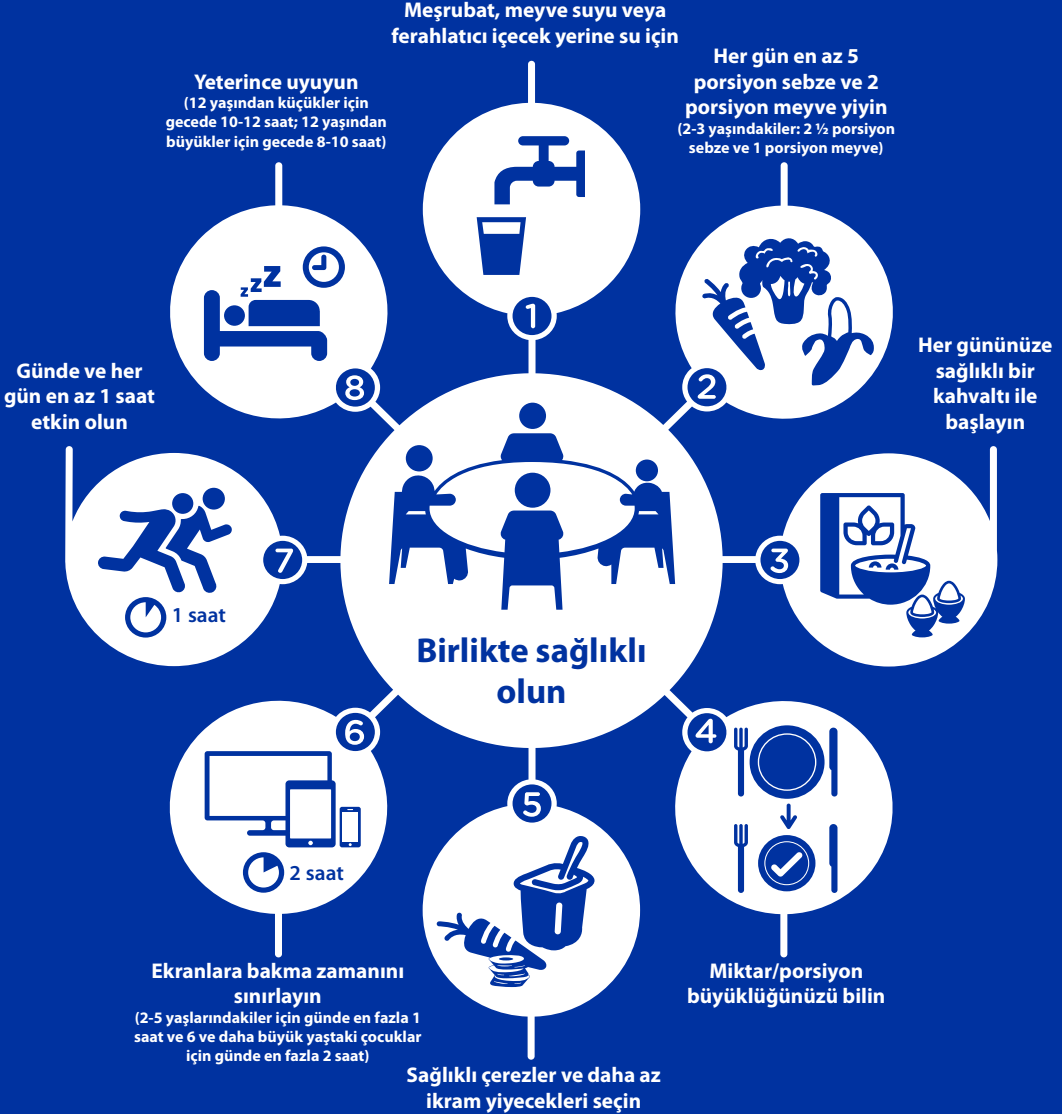 Meşrubat, meyve suyu veya
ferahlatıcı içecek yerine su için
1
Her gün en az 5
porsiyon sebze ve 2
porsiyon meyve yiyin
(2-3 yaşındakiler: 2 ½ porsiyon
sebze ve 1 porsiyon meyve)
2
Her gününüze
sağlıklı bir
kahvaltı ile
başlayın
3
4
Miktar/porsiyon
büyüklüğünüzü bilin
5
Sağlıklı çerezler ve daha az
ikram yiyecekleri seçin
6
2 saat
Ekranlara bakma zamanını
sınırlayın
(2-5 yaşlarındakiler için günde en fazla 1
saat ve 6 ve daha büyük yaştaki çocuklar
için günde en fazla 2 saat)
Günde ve her
gün en az 1 saat
etkin olun
7
1 saat
Yeterince uyuyun
(12 yaşından küçükler için
gecede 10-12 saat; 12 yaşından
büyükler için gecede 8-10 saat)
zzZ
8
Birlikte sağlıklı
olun